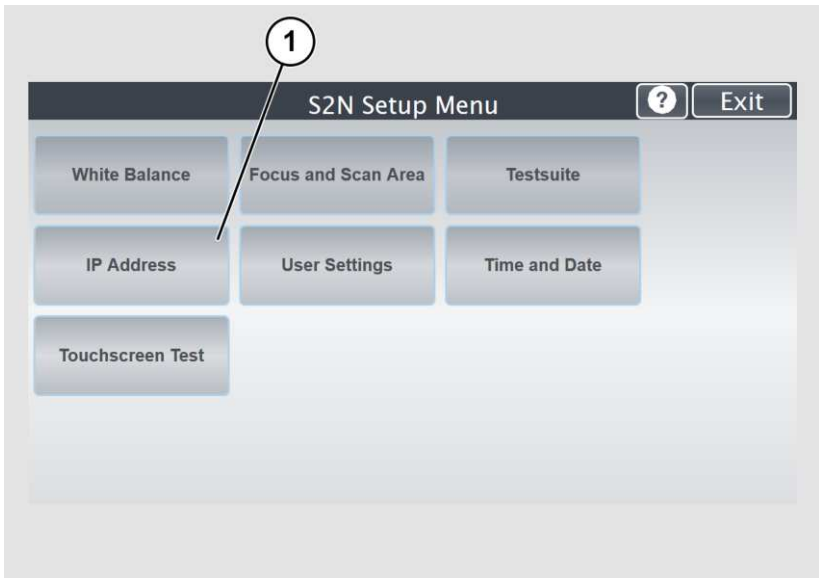 1
S2N Setup Menu ? Exit
White Balance Focus and Scan Area Testsuite
IP Address User Settings Time and Date
Touchscreen Test